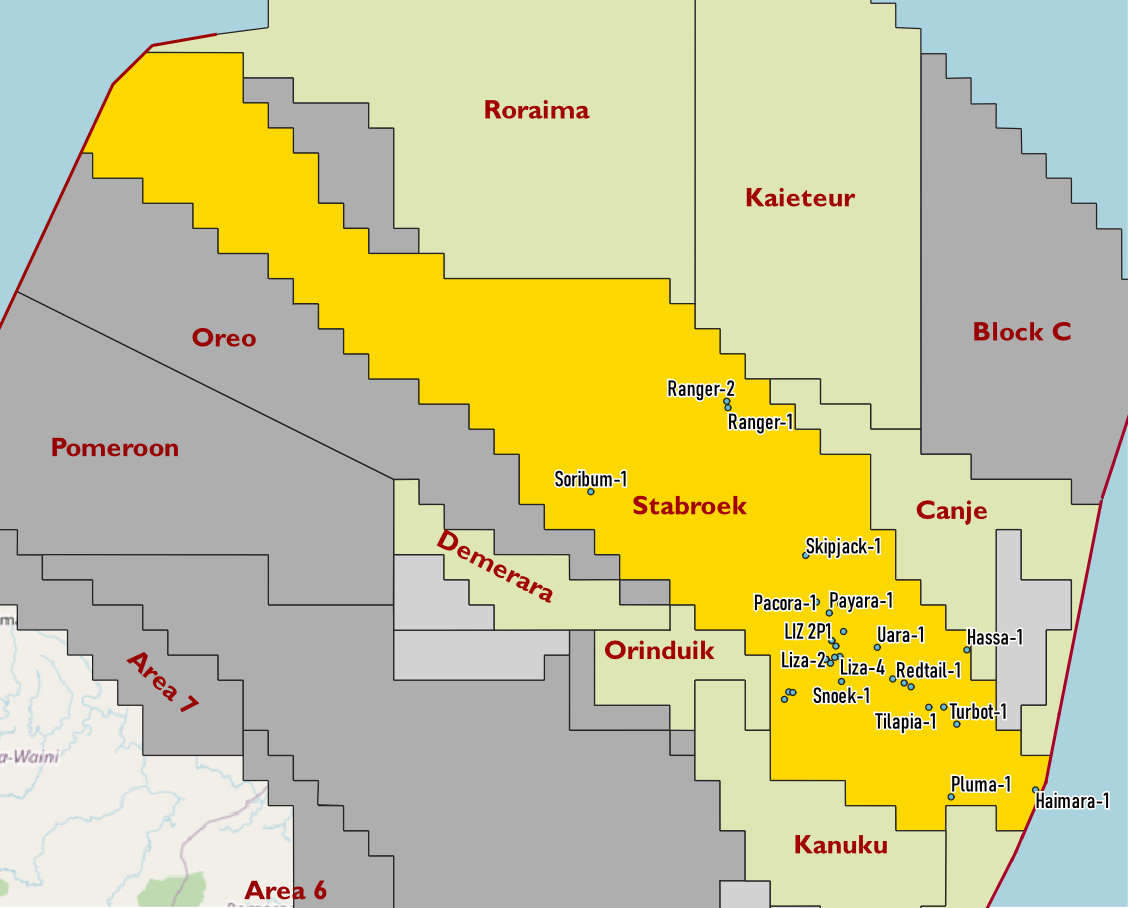 Roraima
Kaieteur
Block C
Oreo
Ranger-2
Ranger-1
Pomeroon
Soribum-1
Stabroek
Canje
Skipjack-1
Demerara
Pacora-1
Payara-1
LIZ 2P1
Uara-1
Hassa-1
Orinduik
Liza-2
Liza-4
Redtail-1
Area 7
Snoek-1
Tilapia-1
Turbot-1
a-Waini
Pluma-1
Haimara-1
Kanuku
Area 6